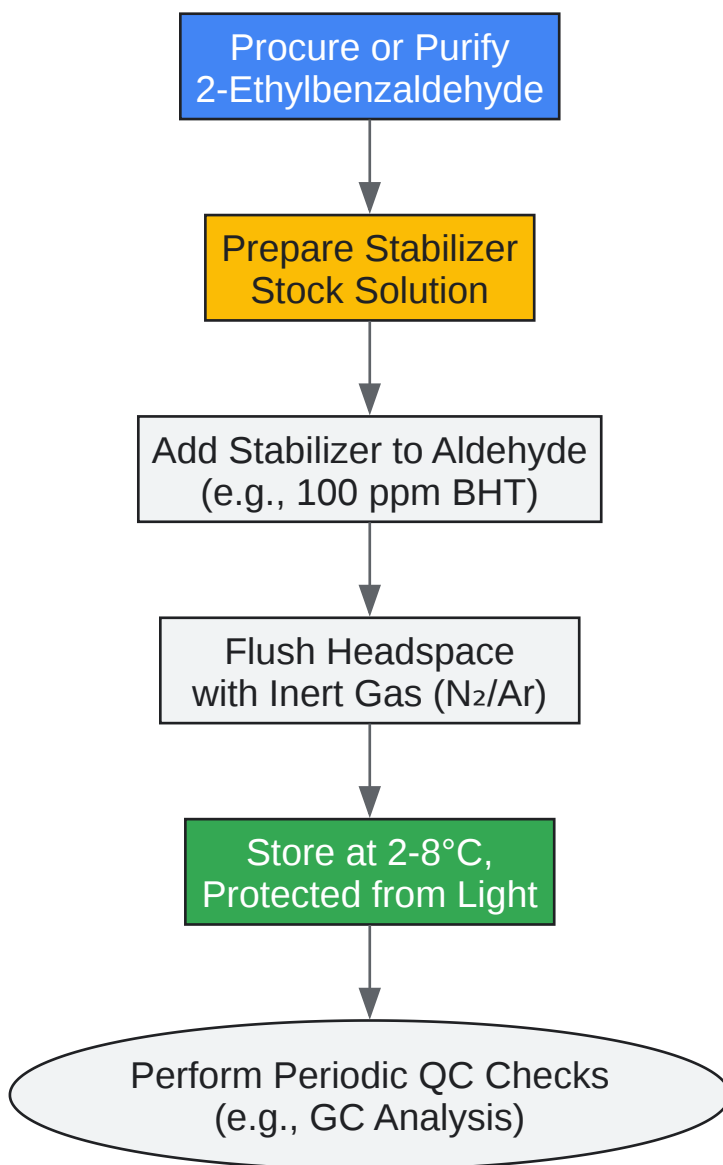 Procure or Purify
2-Ethylbenzaldehyde
Prepare Stabilizer
Stock Solution
Add Stabilizer to Aldehyde
(e.g., 100 ppm BHT)
Flush Headspace
with Inert Gas (N₂/Ar)
Store at 2-8°C,
Protected from Light
Perform Periodic QC Checks
(e.g., GC Analysis)